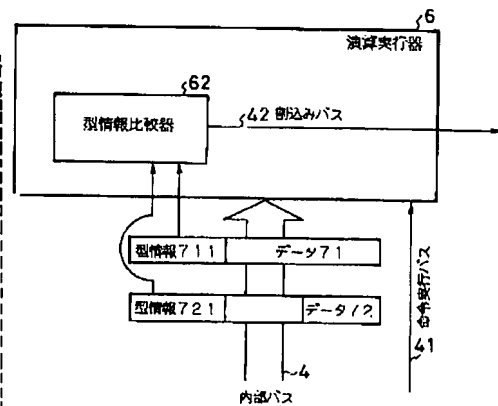 6
演算実行器
62
型情報比較器
42 割込みバス
型情報711 データ71
型情報721 データ72
命令実行バス
41
4
内部バス